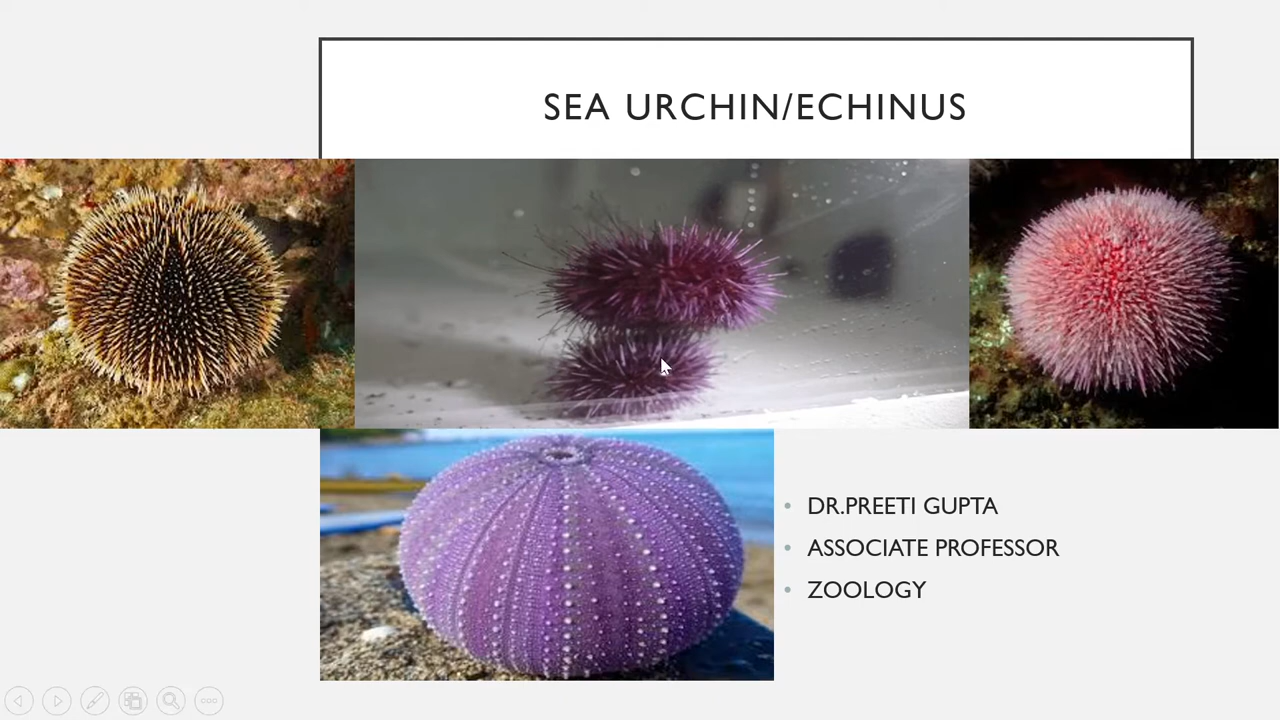 SEA URCHIN/ECHINUS
• DR.PREETI GUPTA
• ASSOCIATE PROFESSOR
• ZOOLOGY